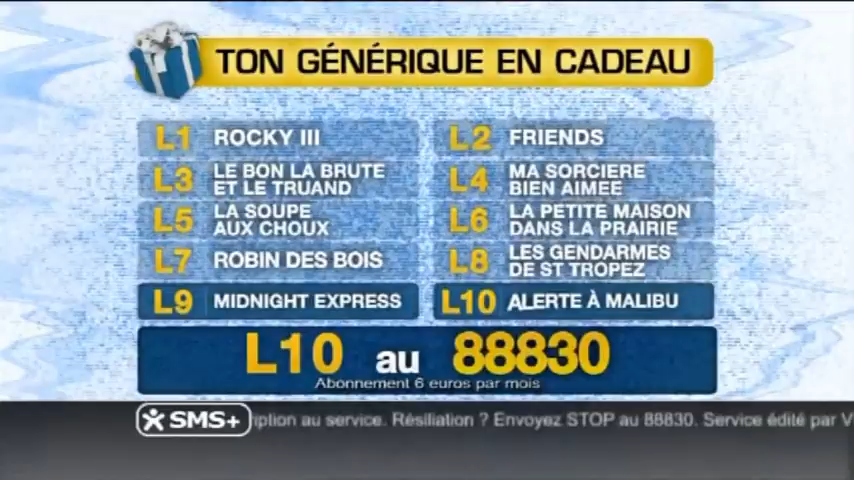 TON GÉNÉRIQUE EN CADEAU
L1 ROCKY III
L2 FRIENDS
L3 LE BON LA BRUTE
ET LE TRUAND
L4 MA SORCIERE
BIEN AIMEE
L5 LA SOUPE
AUX CHOUX
L6 LA PETITE MAISON
DANS LA PRAIRIE
L7 ROBIN DES BOIS
L8 LES GENDARMES
DE ST TROPEZ
L9 MIDNIGHT EXPRESS
L10 ALERTE À MALIBU
L10 au 88830
Abonnement 6 euros par mois
SMS+ ription au service. Résiliation ? Envoyez STOP au 88830. Service édité par V